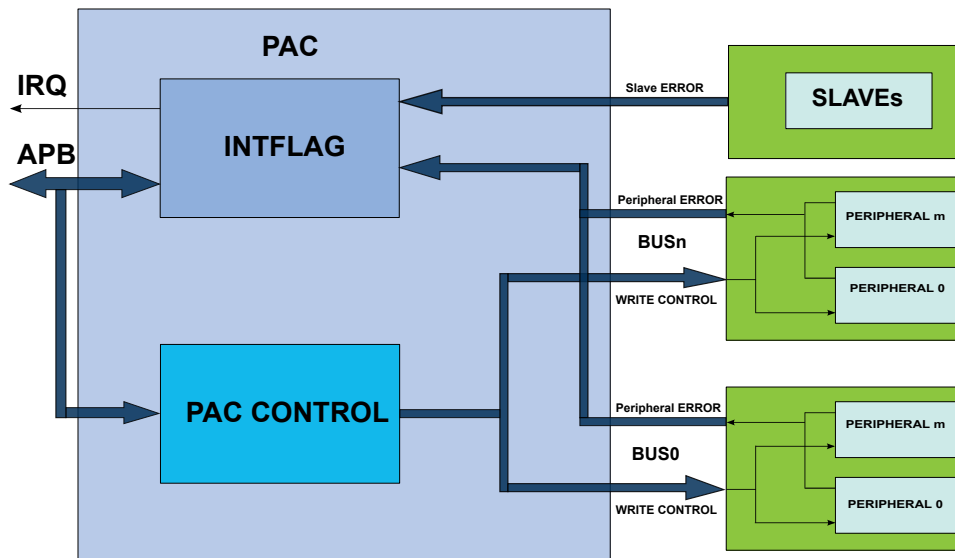 PAC
IRQ
Slave ERROR
SLAVEs
INTFLAG
APB
Peripheral ERROR
PERIPHERAL m
BUSn
PERIPHERAL 0
WRITE CONTROL
PAC CONTROL
Peripheral ERROR
PERIPHERAL m
BUS0
PERIPHERAL 0
WRITE CONTROL